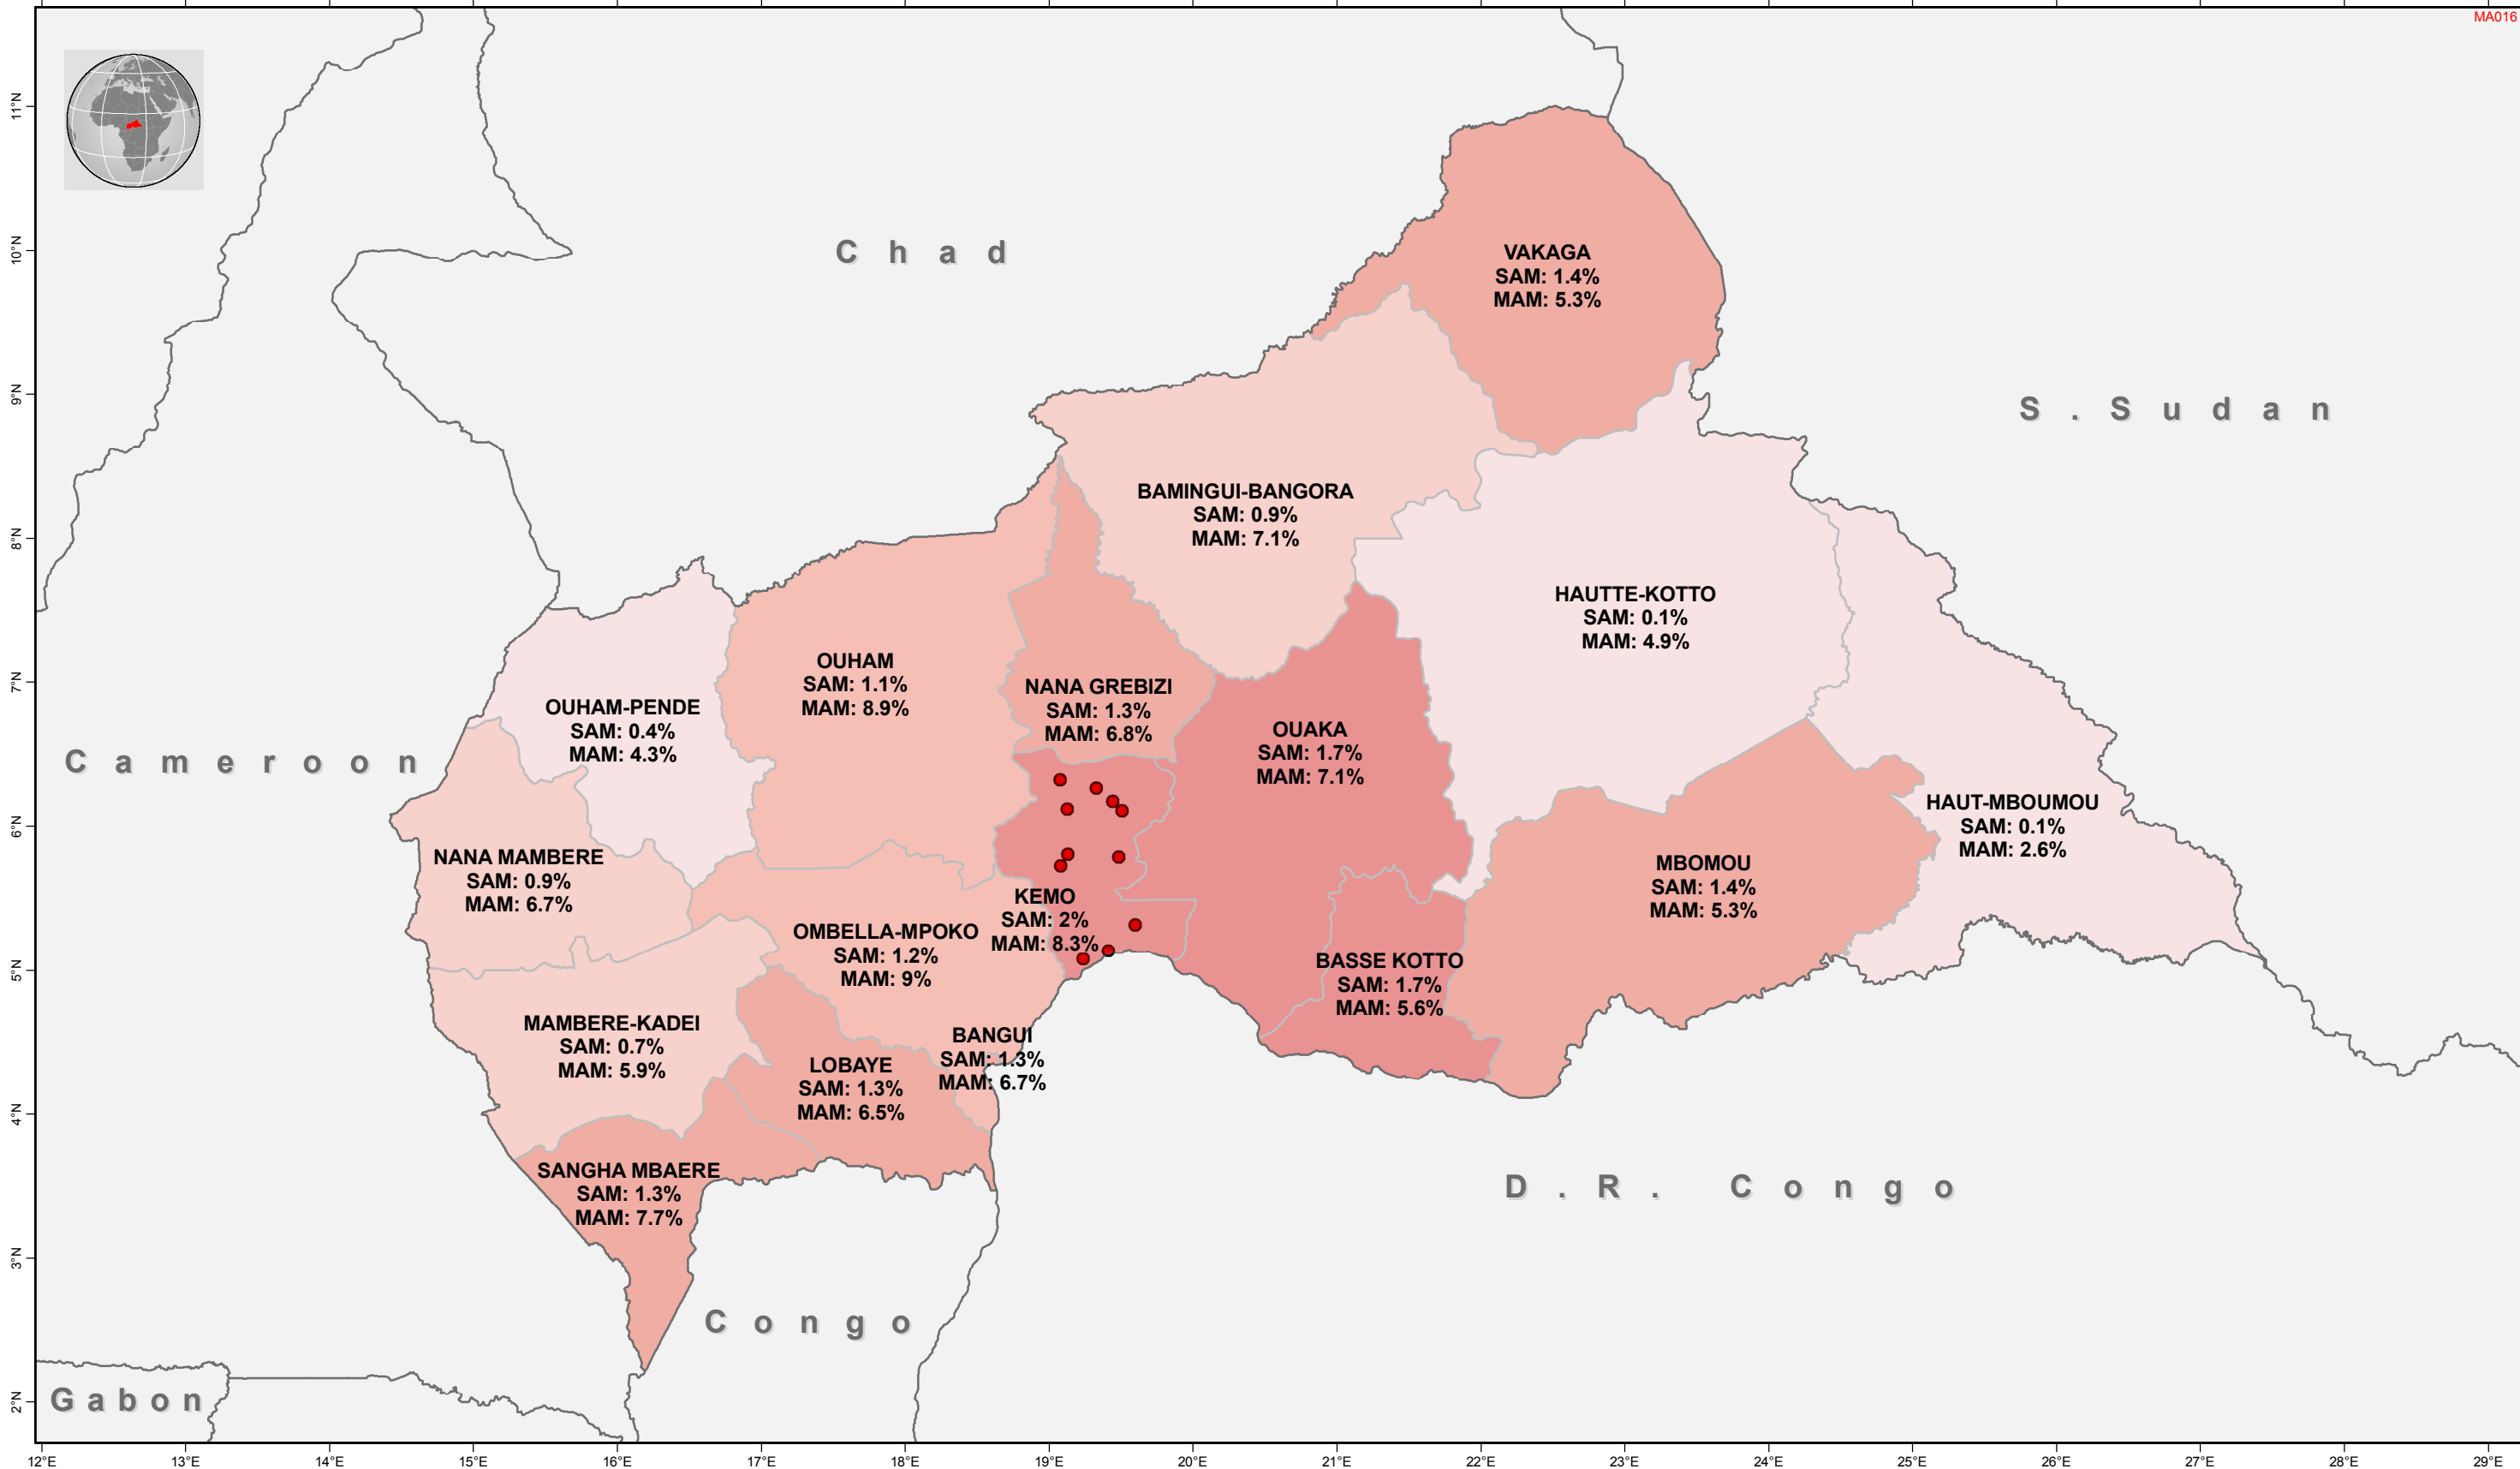 MA016
11°N
10°N
9°N
8°N
7°N
6°N
5°N
4°N
3°N
2°N
Chad
S. Sudan
Cameroon
D.R. Congo
Congo
Gabon
VAKAGA
SAM: 1.4%
MAM: 5.3%
BAMINGUI-BANGORA
SAM: 0.9%
MAM: 7.1%
HAUTTE-KOTTO
SAM: 0.1%
MAM: 4.9%
OUHAM
SAM: 1.1%
MAM: 8.9%
NANA GREBIZI
SAM: 1.3%
MAM: 6.8%
OUHAM-PENDE
SAM: 0.4%
MAM: 4.3%
OUAKA
SAM: 1.7%
MAM: 7.1%
HAUT-MBOUMOU
SAM: 0.1%
MAM: 2.6%
NANA MAMBERE
SAM: 0.9%
MAM: 6.7%
MBOMOU
SAM: 1.4%
MAM: 5.3%
KEMO
SAM: 2%
MAM: 8.3%
OMBELLA-MPOKO
SAM: 1.2%
MAM: 9%
BASSE KOTTO
SAM: 1.7%
MAM: 5.6%
MAMBERE-KADEI
SAM: 0.7%
MAM: 5.9%
BANGUI
SAM: 1.3%
MAM: 6.7%
LOBAYE
SAM: 1.3%
MAM: 6.5%
SANGHA MBAERE
SAM: 1.3%
MAM: 7.7%
12°E
13°E
14°E
15°E
16°E
17°E
18°E
19°E
20°E
21°E
22°E
23°E
24°E
25°E
26°E
27°E
28°E
29°E